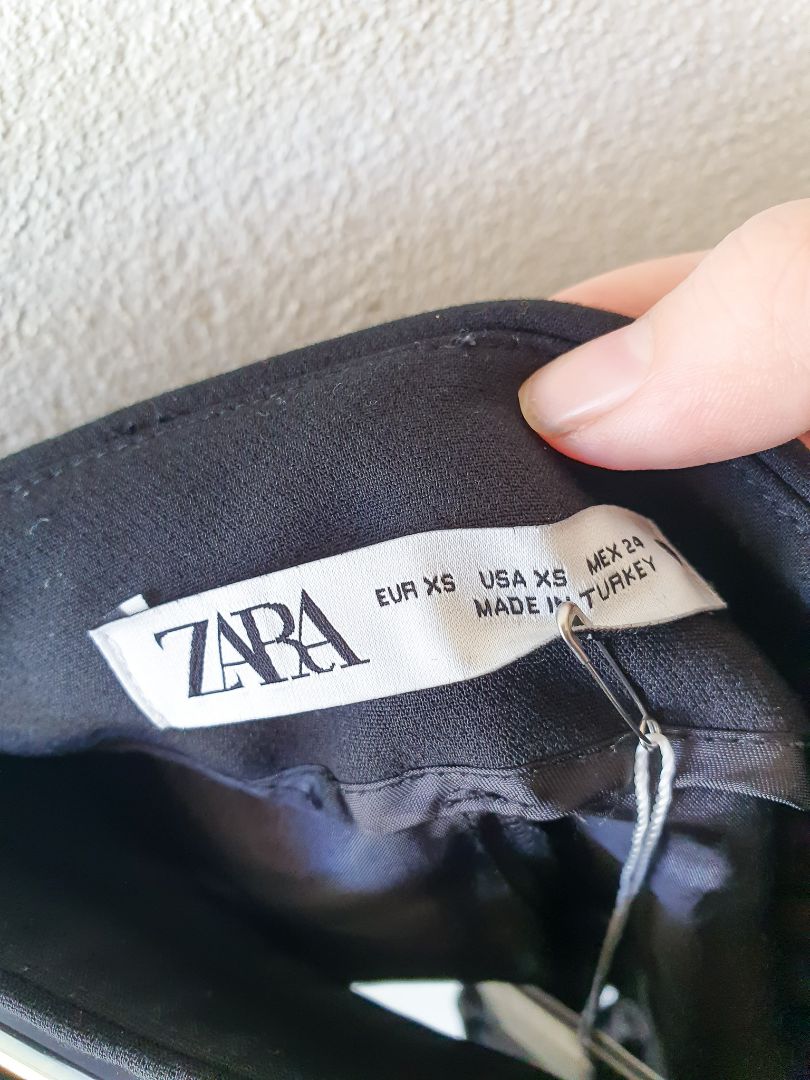 ZARA
EUR XS USA XS MEX 24
MADE IN TURKEY